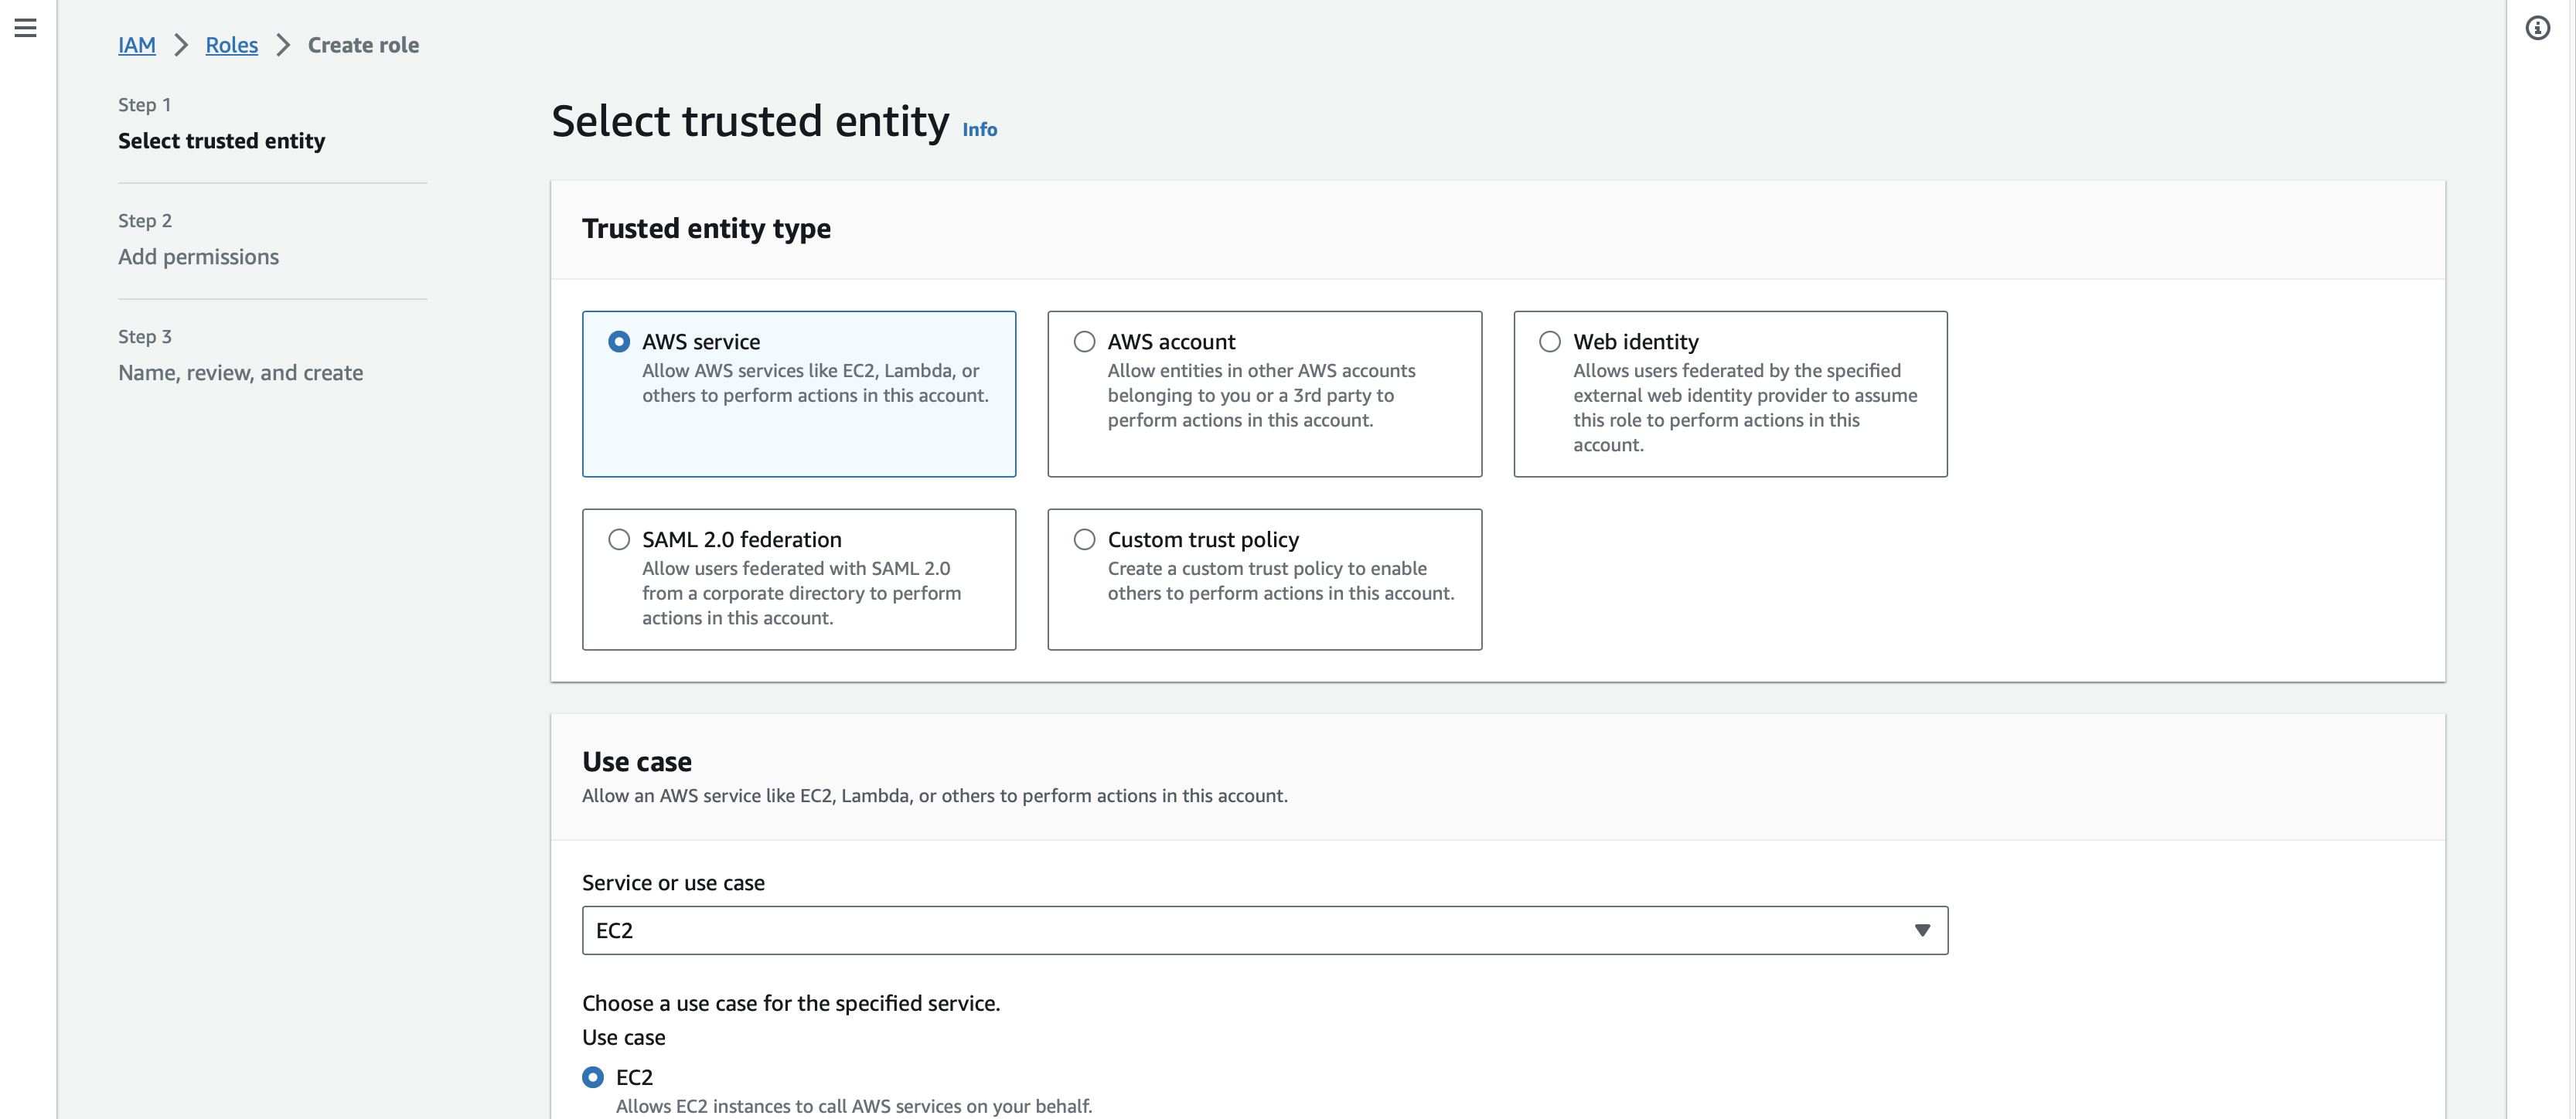 IAM > Roles > Create role
Step 1
Select trusted entity
Step 2
Add permissions
Step 3
Name, review, and create
Select trusted entity Info
Trusted entity type
AWS service
Allow AWS services like EC2, Lambda, or
others to perform actions in this account.
AWS account
Allow entities in other AWS accounts
belonging to you or a 3rd party to
perform actions in this account.
Web identity
Allows users federated by the specified
external web identity provider to assume
this role to perform actions in this
account.
SAML 2.0 federation
Allow users federated with SAML 2.0
from a corporate directory to perform
actions in this account.
Custom trust policy
Create a custom trust policy to enable
others to perform actions in this account.
Use case
Allow an AWS service like EC2, Lambda, or others to perform actions in this account.
Service or use case
EC2
Choose a use case for the specified service.
Use case
EC2
Allows EC2 instances to call AWS services on your behalf.